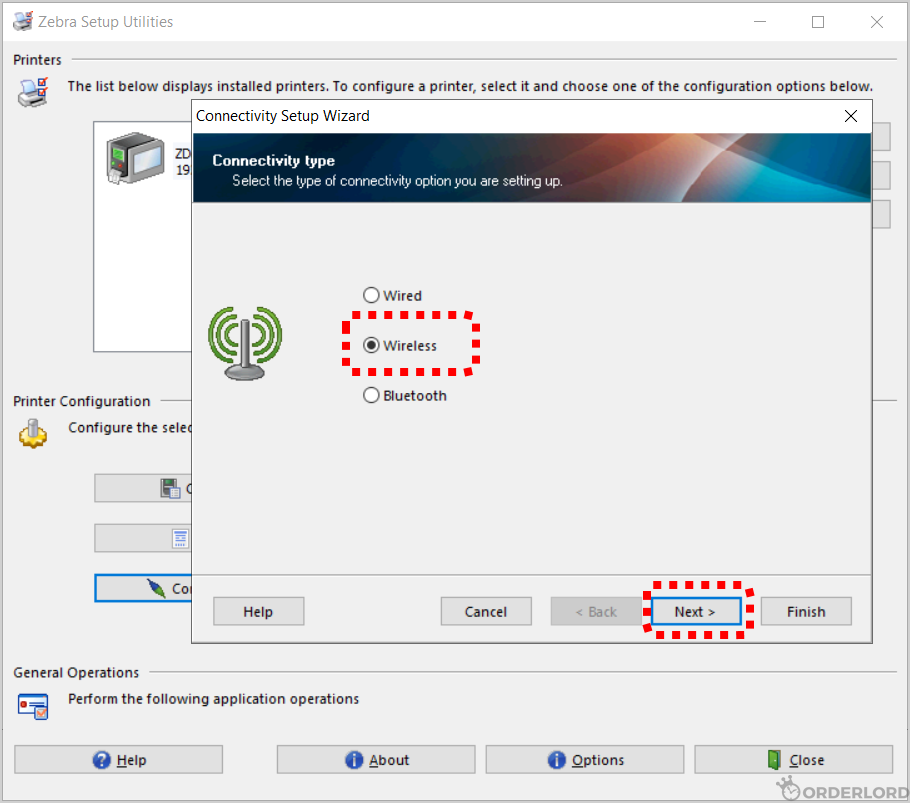 Zebra Setup Utilities
Printers
The list below displays installed printers. To configure a printer, select it and choose one of the configuration options below.
Connectivity Setup Wizard
Connectivity type
Select the type of connectivity option you are setting up.
ZD
19
Wired
Wireless
Bluetooth
Printer Configuration
Configure the selec
Co
Help
Cancel
< Back
Next >
Finish
General Operations
Perform the following application operations
Help
About
Options
Close
ORDERLORD